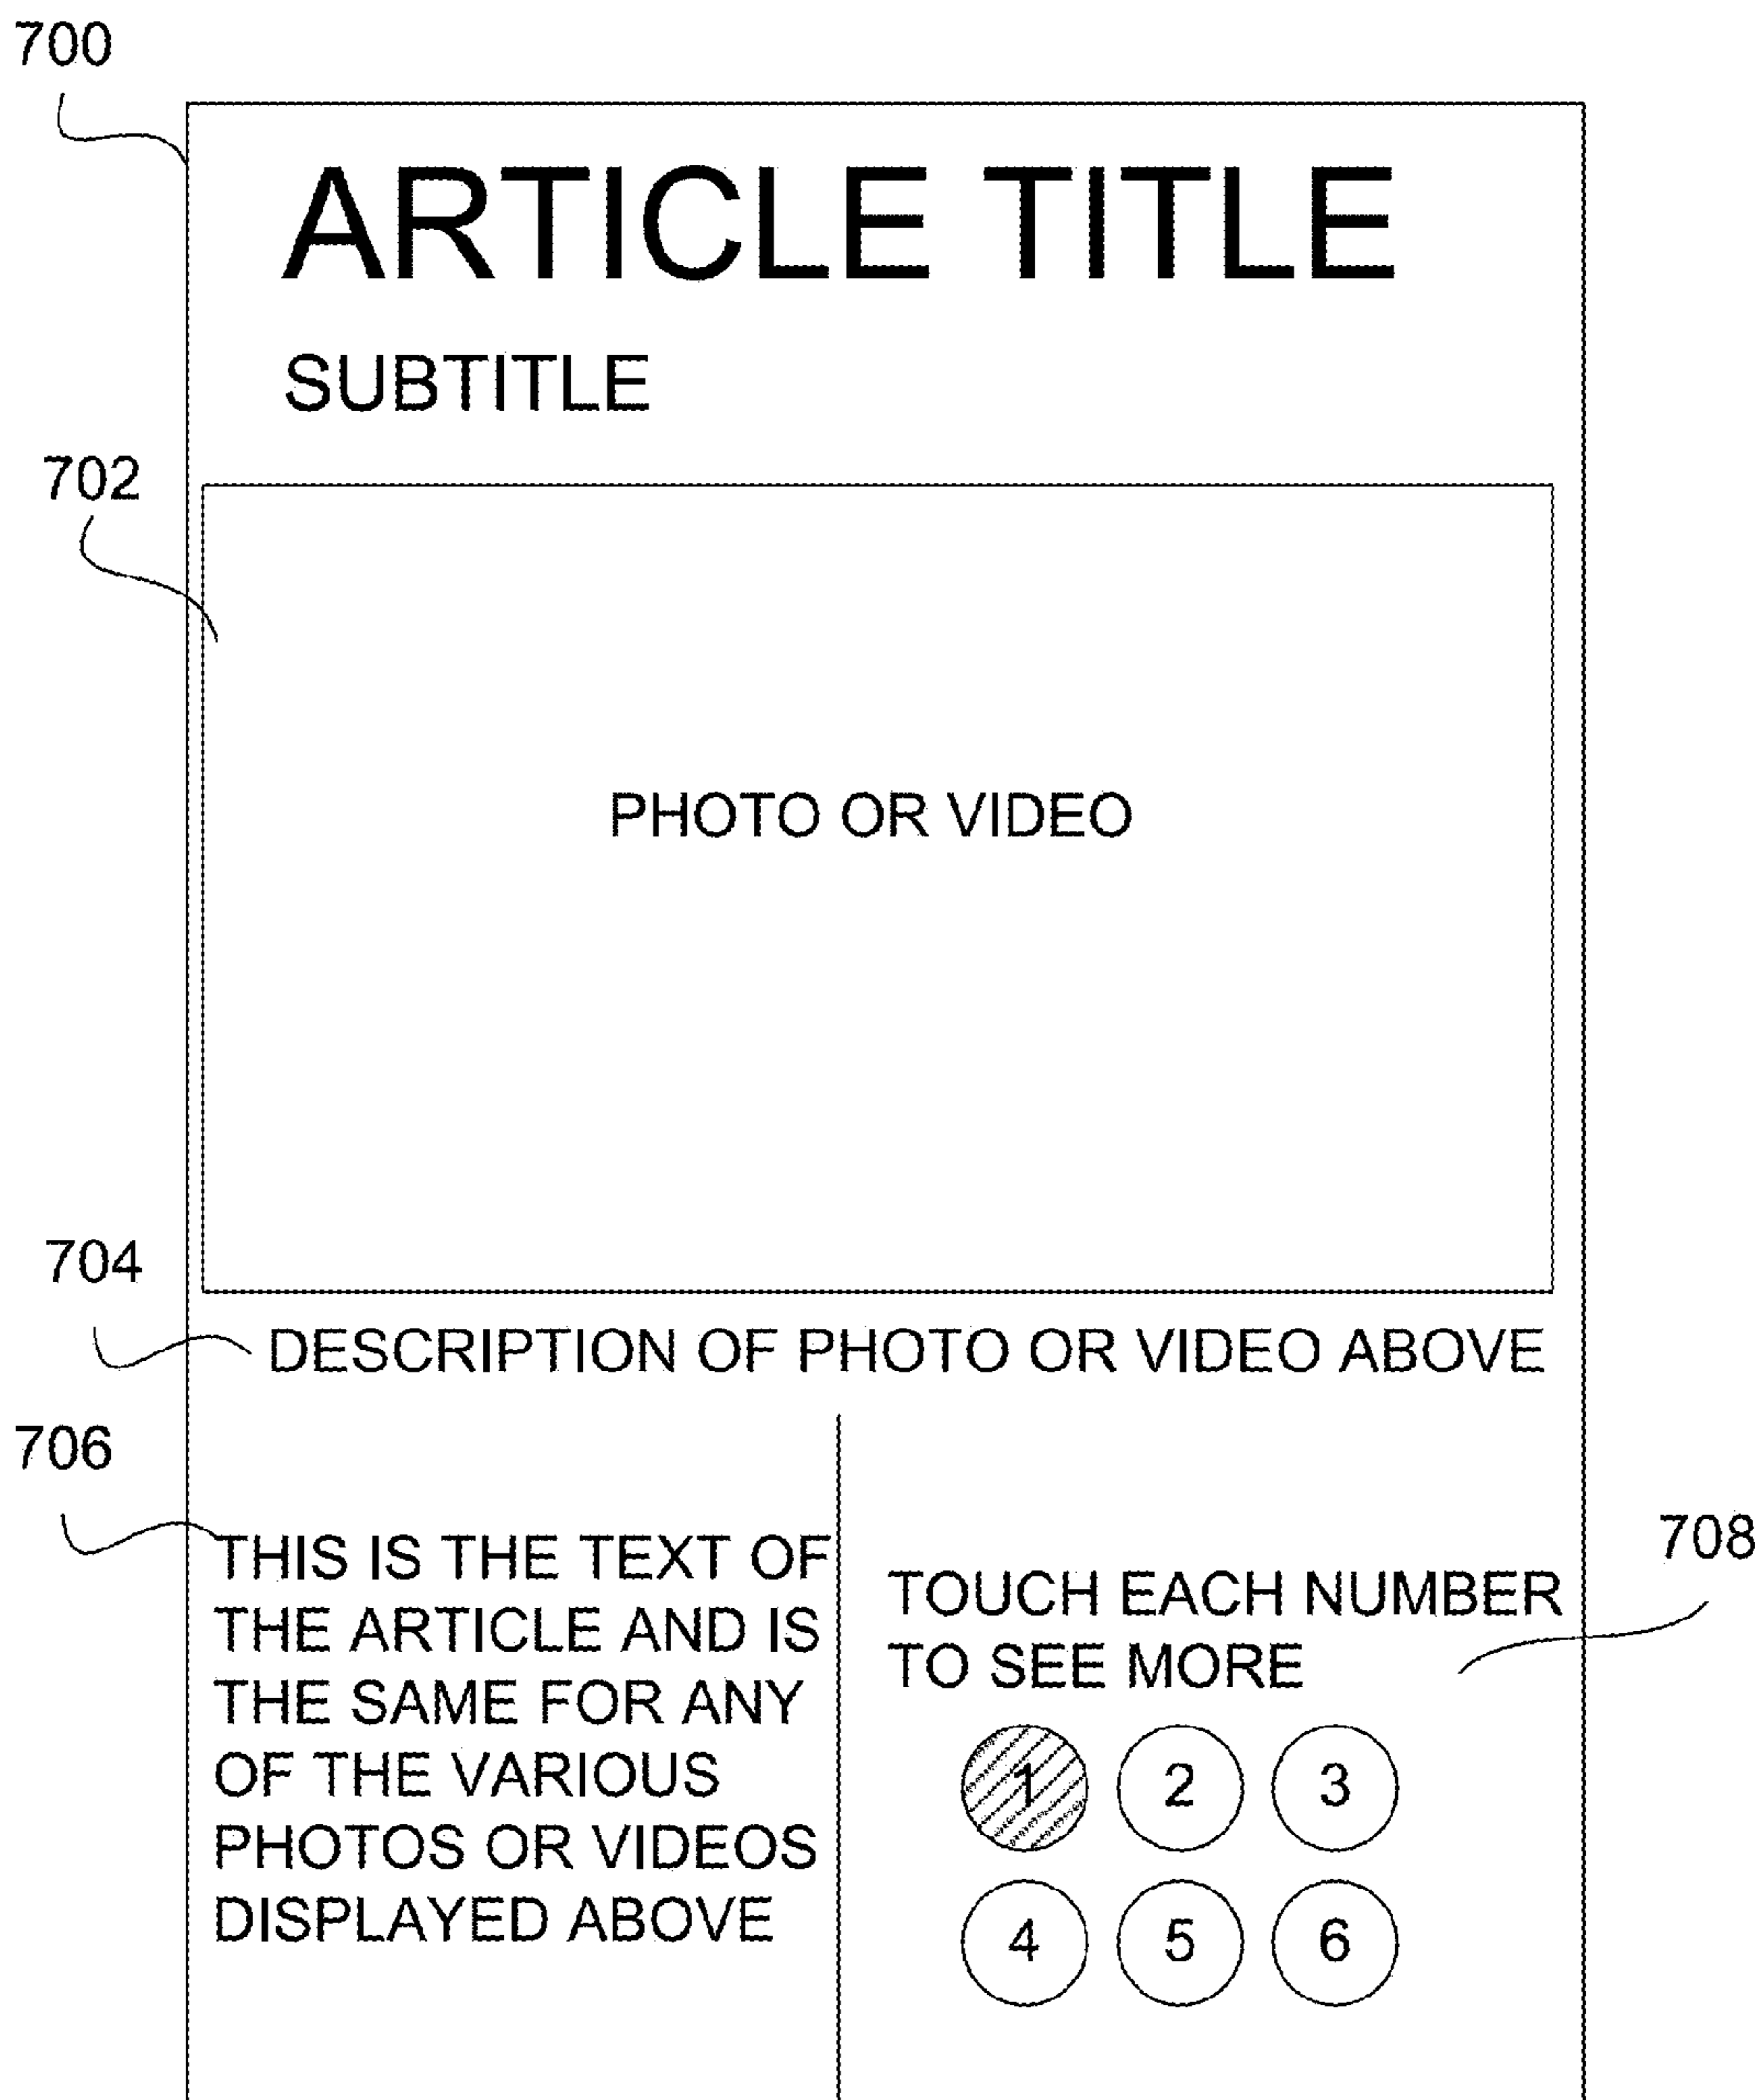 700
ARTICLE TITLE
SUBTITLE
702
PHOTO OR VIDEO
704
DESCRIPTION OF PHOTO OR VIDEO ABOVE
706
THIS IS THE TEXT OF
THE ARTICLE AND IS
THE SAME FOR ANY
OF THE VARIOUS
PHOTOS OR VIDEOS
DISPLAYED ABOVE
708
TOUCH EACH NUMBER
TO SEE MORE
1 2 3
4 5 6